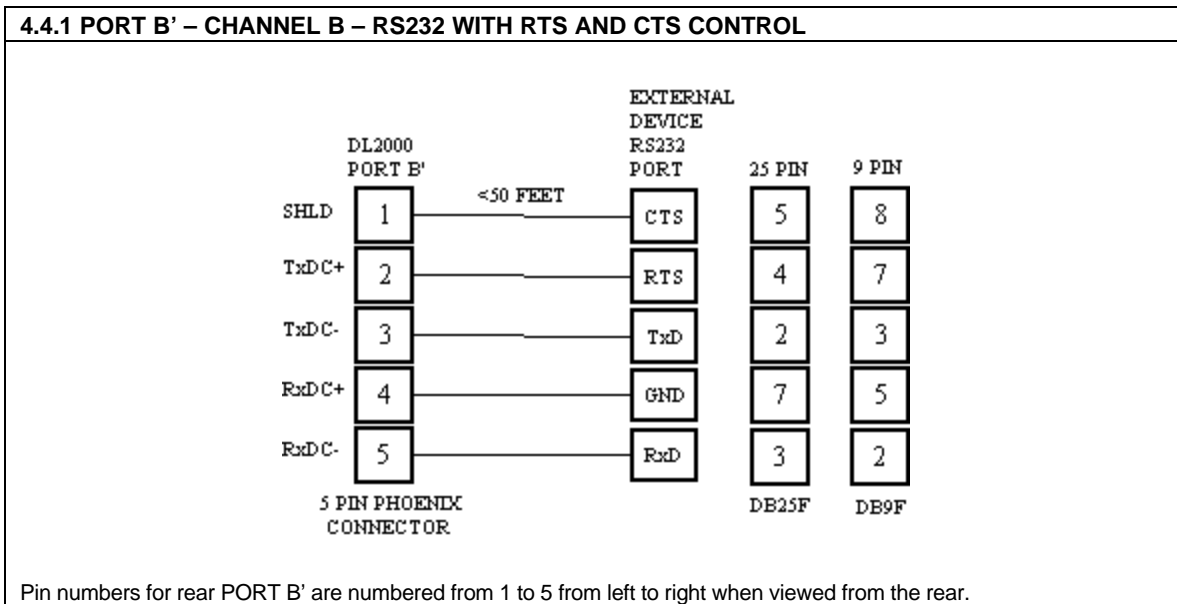 4.4.1 PORT B’ – CHANNEL B – RS232 WITH RTS AND CTS CONTROL
EXTERNAL
DEVICE
RS232
PORT
DL2000
PORT B'
25 PIN
9 PIN
<50 FEET
SHLD 1 CTS 5 8
TxDC+ 2 RTS 4 7
TxDC- 3 TxD 2 3
RxDC+ 4 GND 7 5
RxDC- 5 RxD 3 2
5 PIN PHOENIX
CONNECTOR
DB25F
DB9F
Pin numbers for rear PORT B’ are numbered from 1 to 5 from left to right when viewed from the rear.